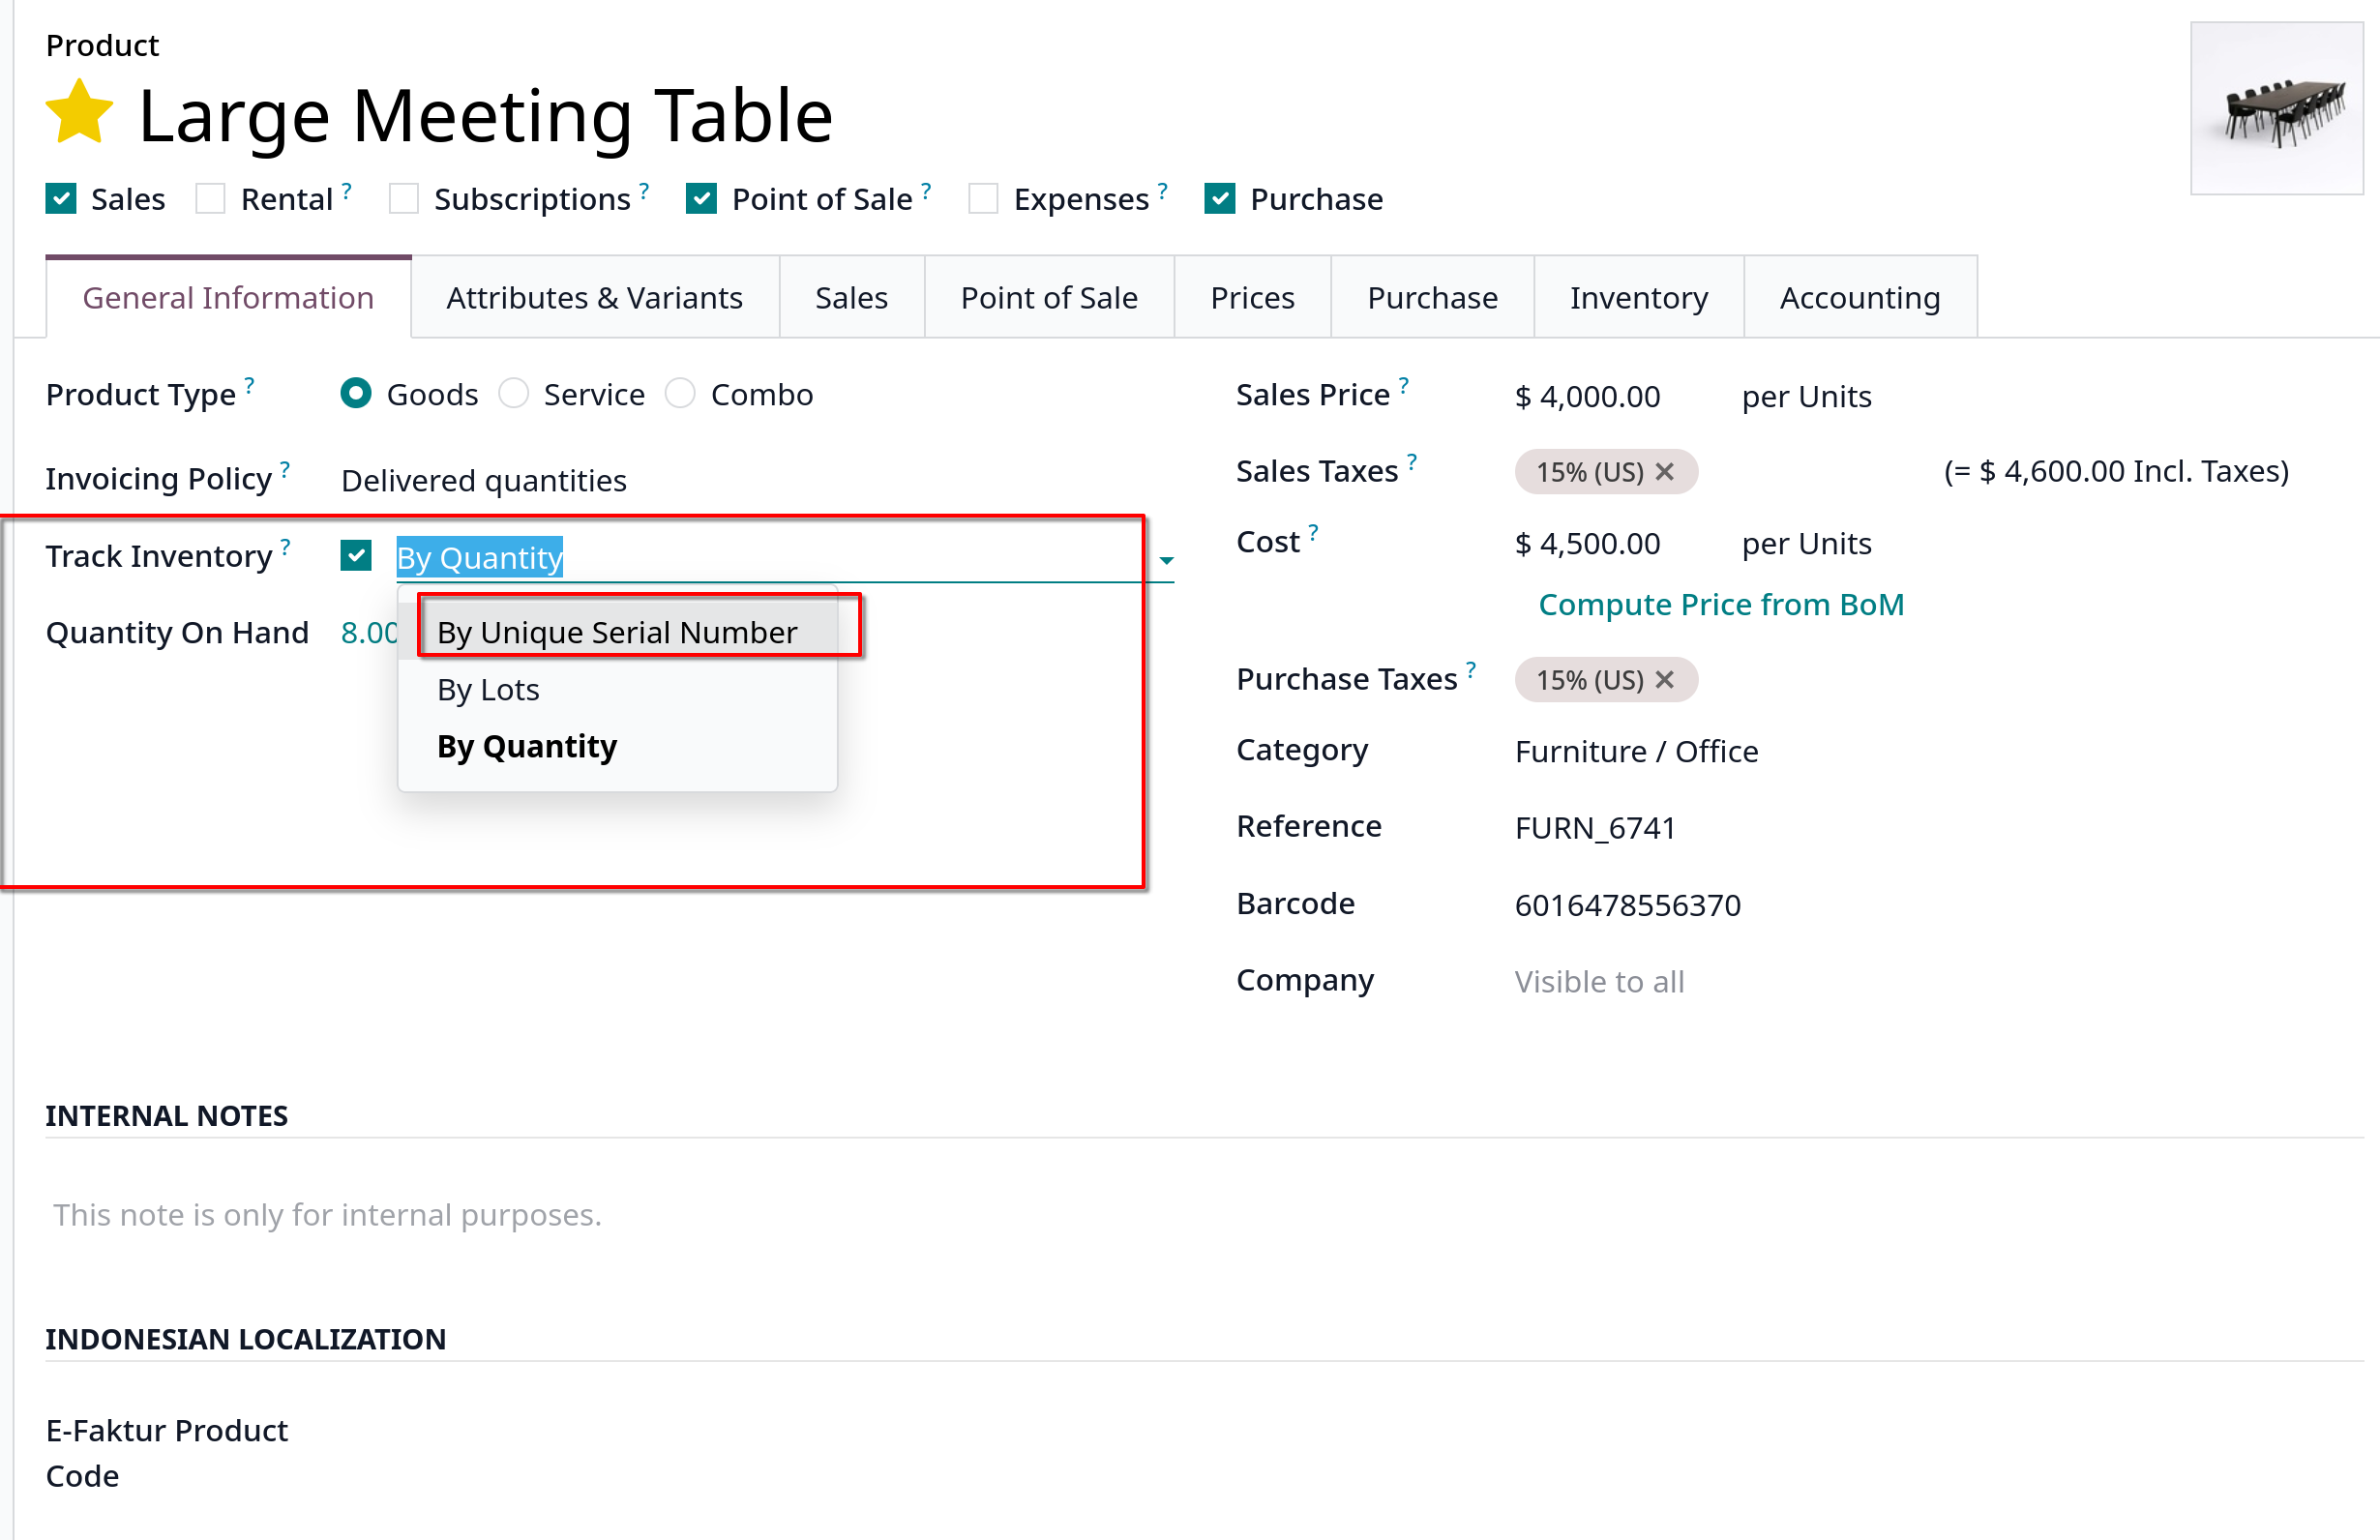 Product
Large Meeting Table
Sales Rental ? Subscriptions ? Point of Sale ? Expenses ? Purchase
General Information Attributes & Variants Sales Point of Sale Prices Purchase Inventory Accounting
Product Type ? Goods Service Combo
Invoicing Policy ? Delivered quantities
Track Inventory ? By Quantity
By Unique Serial Number
By Lots
By Quantity
Quantity On Hand 8.00
Sales Price ? $ 4,000.00 per Units
Sales Taxes ? 15% (US) (= $ 4,600.00 Incl. Taxes)
Cost ? $ 4,500.00 per Units
Compute Price from BoM
Purchase Taxes ? 15% (US)
Category Furniture / Office
Reference FURN_6741
Barcode 6016478556370
Company Visible to all
INTERNAL NOTES
This note is only for internal purposes.
INDONESIAN LOCALIZATION
E-Faktur Product
Code